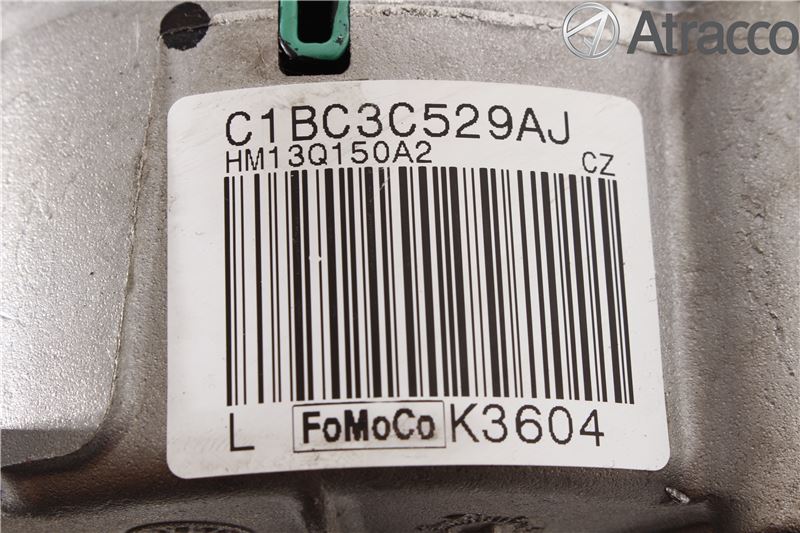 Atracco
C1BC3C529AJ
HM13Q150A2 CZ
L FoMoCo K3604